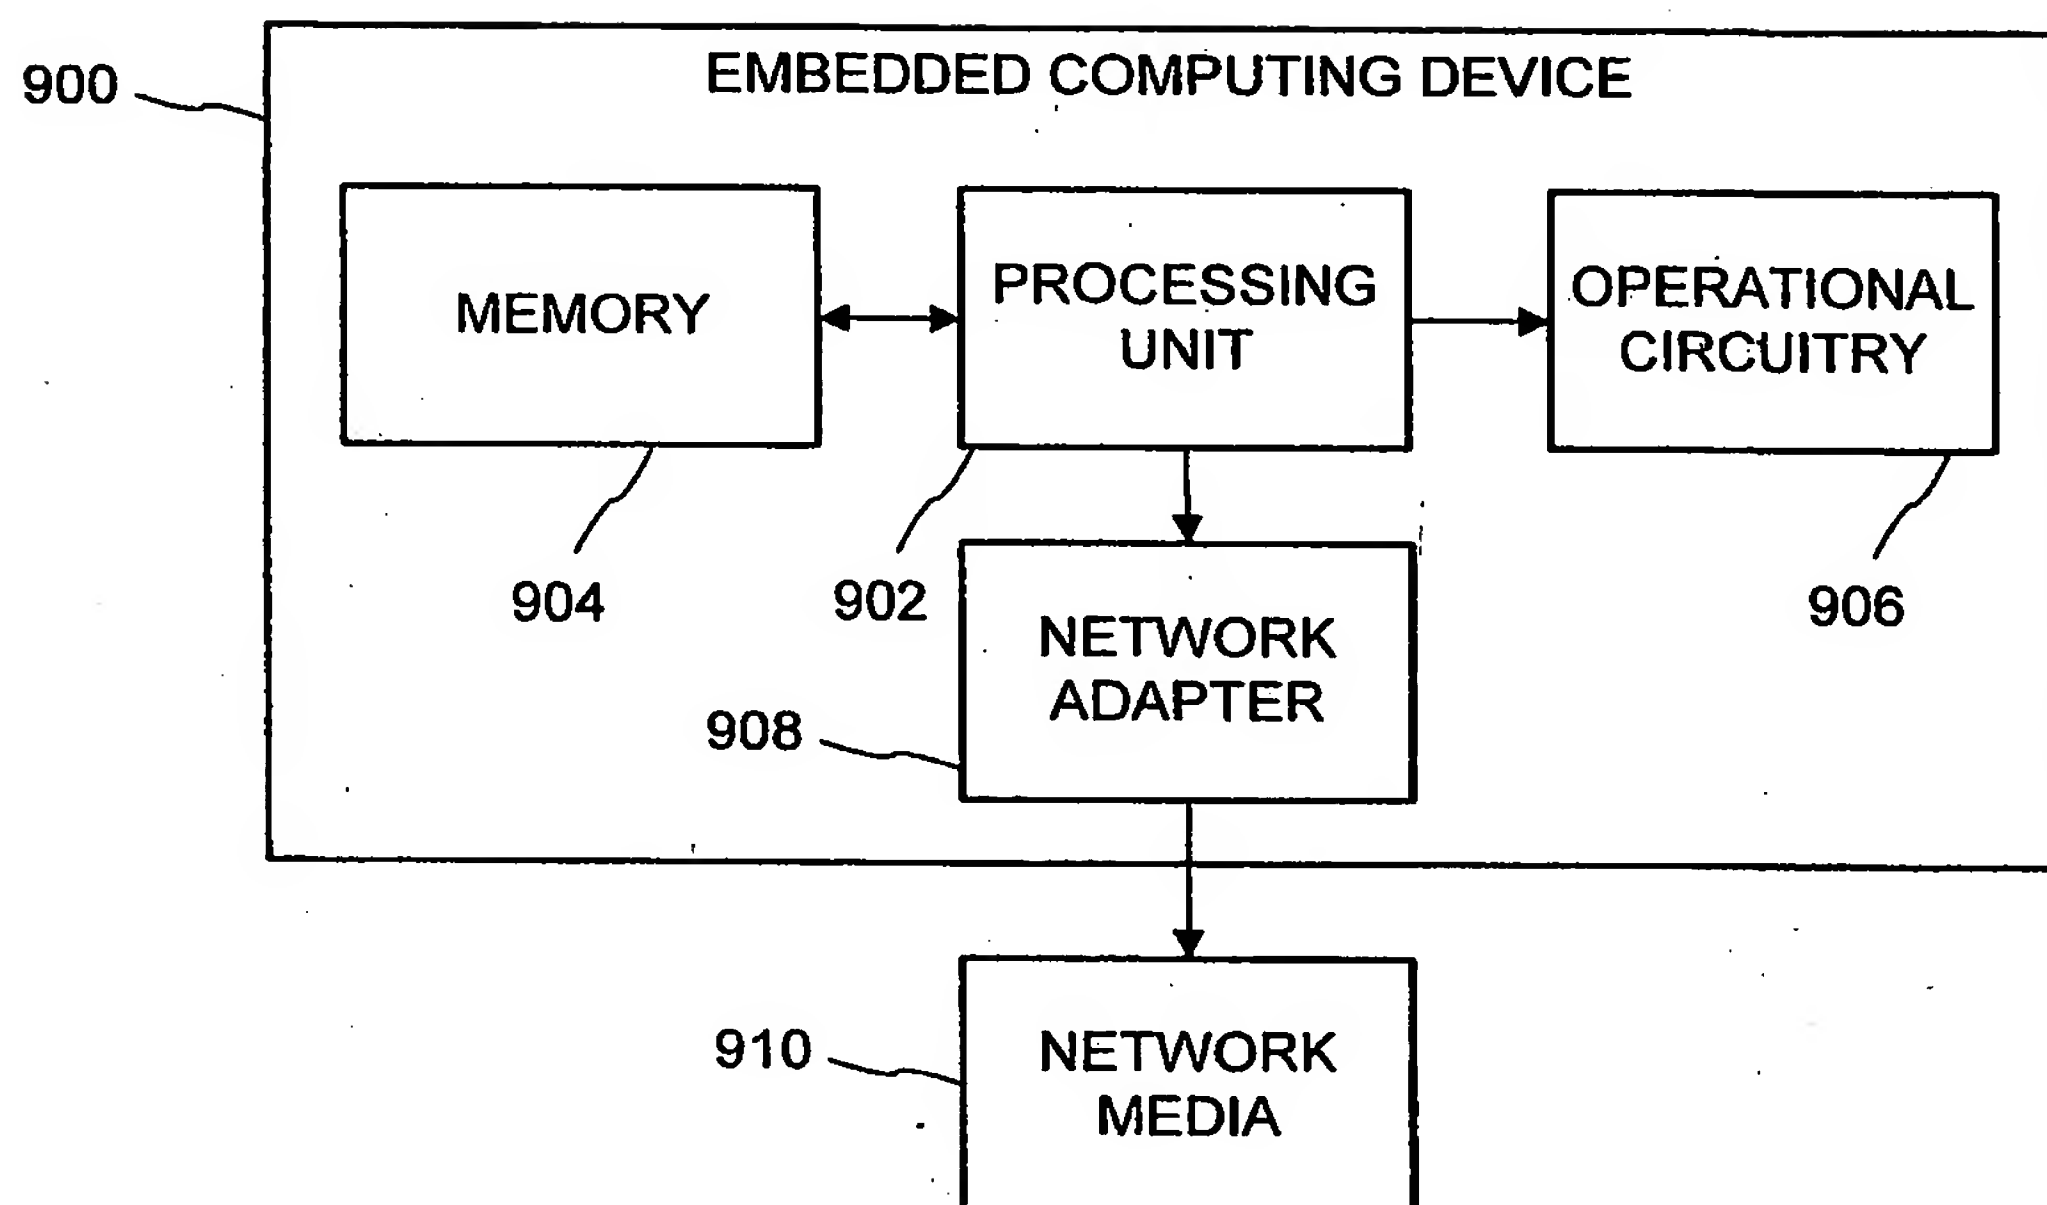 EMBEDDED COMPUTING DEVICE
900
MEMORY
PROCESSING
UNIT
OPERATIONAL
CIRCUITRY
904
902
906
NETWORK
ADAPTER
908
910
NETWORK
MEDIA